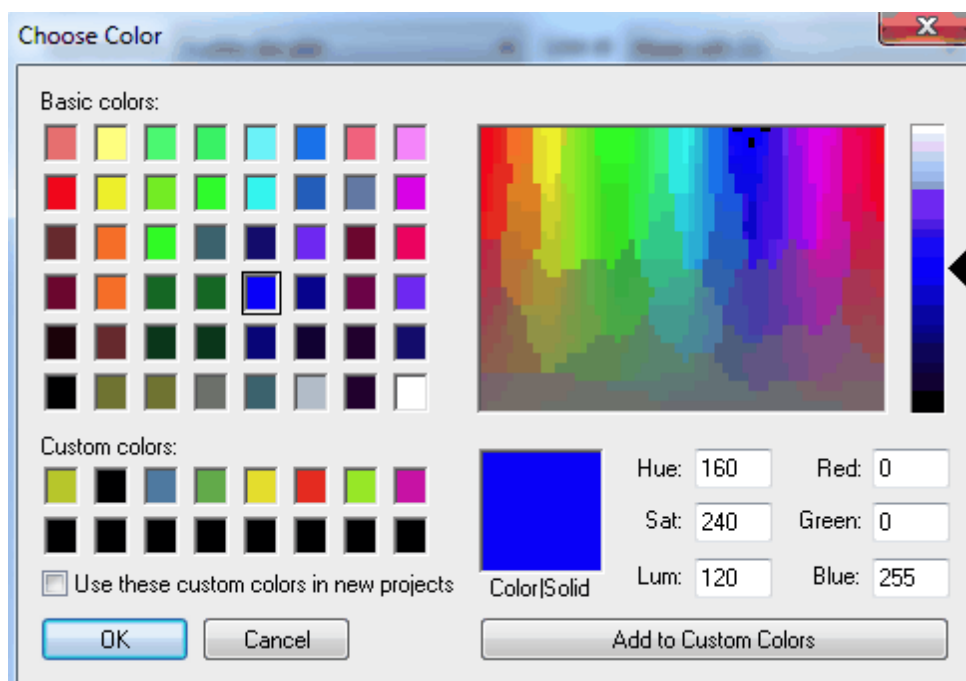 Choose Color
Basic colors:
Custom colors:
Use these custom colors in new projects
OK Cancel
Hue: 160 Red: 0
Sat: 240 Green: 0
Lum: 120 Blue: 255
Color|Solid
Add to Custom Colors